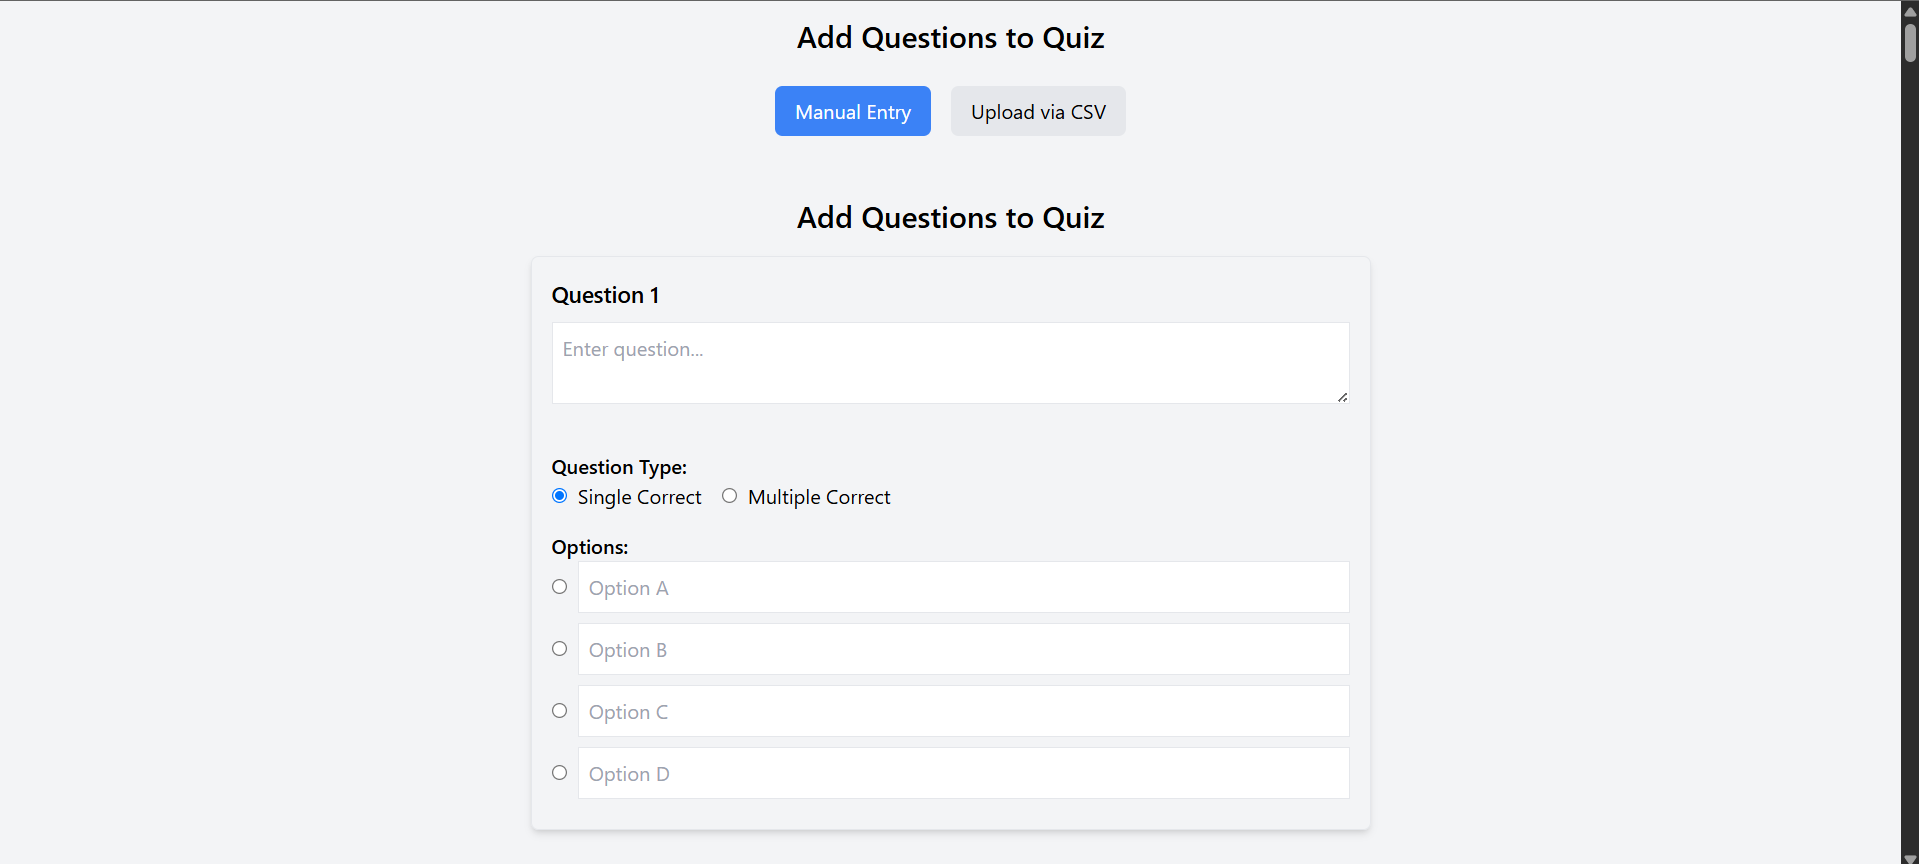 Add Questions to Quiz
Manual Entry Upload via CSV
Add Questions to Quiz
Question 1
Enter question...
Question Type:
Single Correct Multiple Correct
Options:
Option A
Option B
Option C
Option D